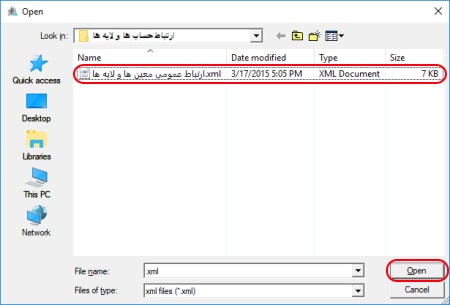 Open
Look in: ارتباط حساب ها و لایه ها
Name Date modified Type Size
ارتباط عمومی معین ها و لایه ها.xml 3/17/2015 5:05 PM XML Document 7 KB
Quick access
Desktop
Libraries
This PC
Network
File name: .xml Open
Files of type: xml files (*.xml) Cancel